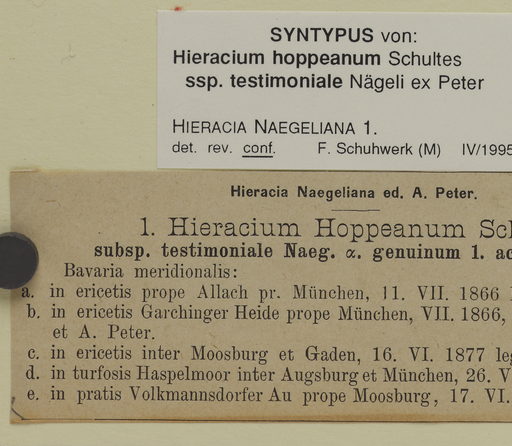 SYNTYPUS von:
Hieracium hoppeanum Schultes
ssp. testimoniale Nägeli ex Peter
HIERACIA NAEGELIANA 1.
det. rev. conf. F. Schuhwerk (M) IV/1995
Hieracia Naegeliana ed. A. Peter.
1. Hieracium Hoppeanum Sch
subsp. testimoniale Naeg. α. genuinum 1. ac
Bavaria meridionalis:
a. in ericetis prope Allach pr. München, 11. VII. 1866
b. in ericetis Garchinger Heide prope München, VII. 1866,
et A. Peter.
c. in ericetis inter Moosburg et Gaden, 16. VI. 1877 leg
d. in turfosis Haspelmoor inter Augsburg et München, 26. V
e. in pratis Volkmannsdorfer Au prope Moosburg, 17. VI.